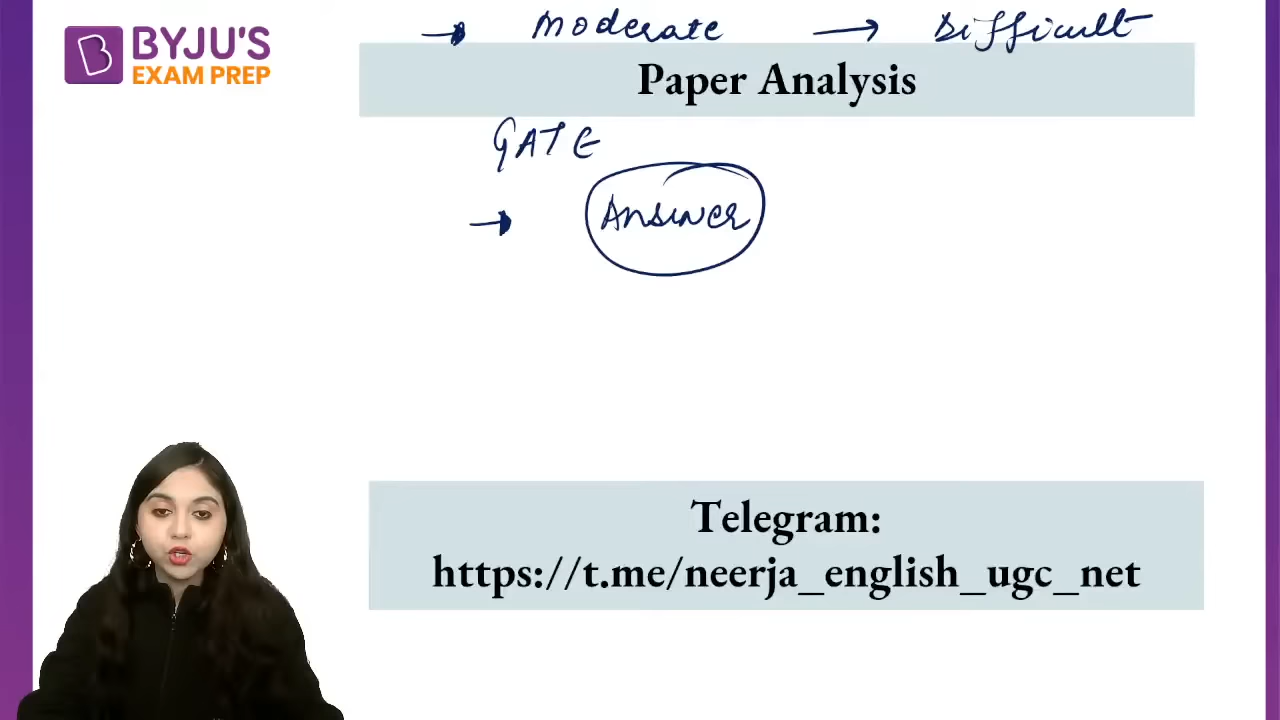 BYJU'S
EXAM PREP
→ Moderate → Difficult
Paper Analysis
GATE
→ Answer
Telegram:
https://t.me/neerja_english_ugc_net